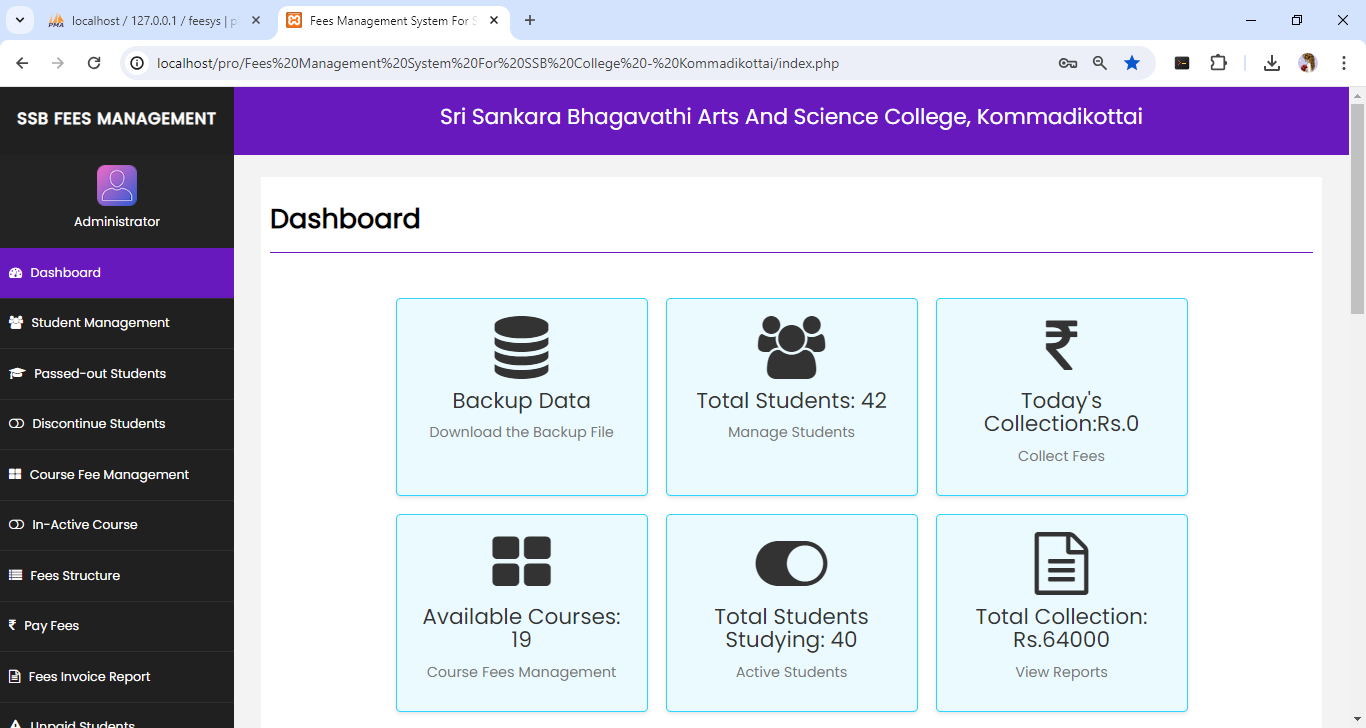 localhost / 127.0.0.1 / feesys | p
Fees Management System For S
localhost/pro/Fees%20Management%20System%20For%20SSB%20College%20-%20Kommadikottai/index.php
SSB FEES MANAGEMENT
Sri Sankara Bhagavathi Arts And Science College, Kommadikottai
Administrator
Dashboard
Student Management
Passed-out Students
Discontinue Students
Course Fee Management
In-Active Course
Fees Structure
₹ Pay Fees
Fees Invoice Report
Unpaid Students
Dashboard
Backup Data
Download the Backup File
Total Students: 42
Manage Students
₹
Today's
Collection:Rs.0
Collect Fees
Available Courses:
19
Course Fees Management
Total Students
Studying: 40
Active Students
Total Collection:
Rs.64000
View Reports